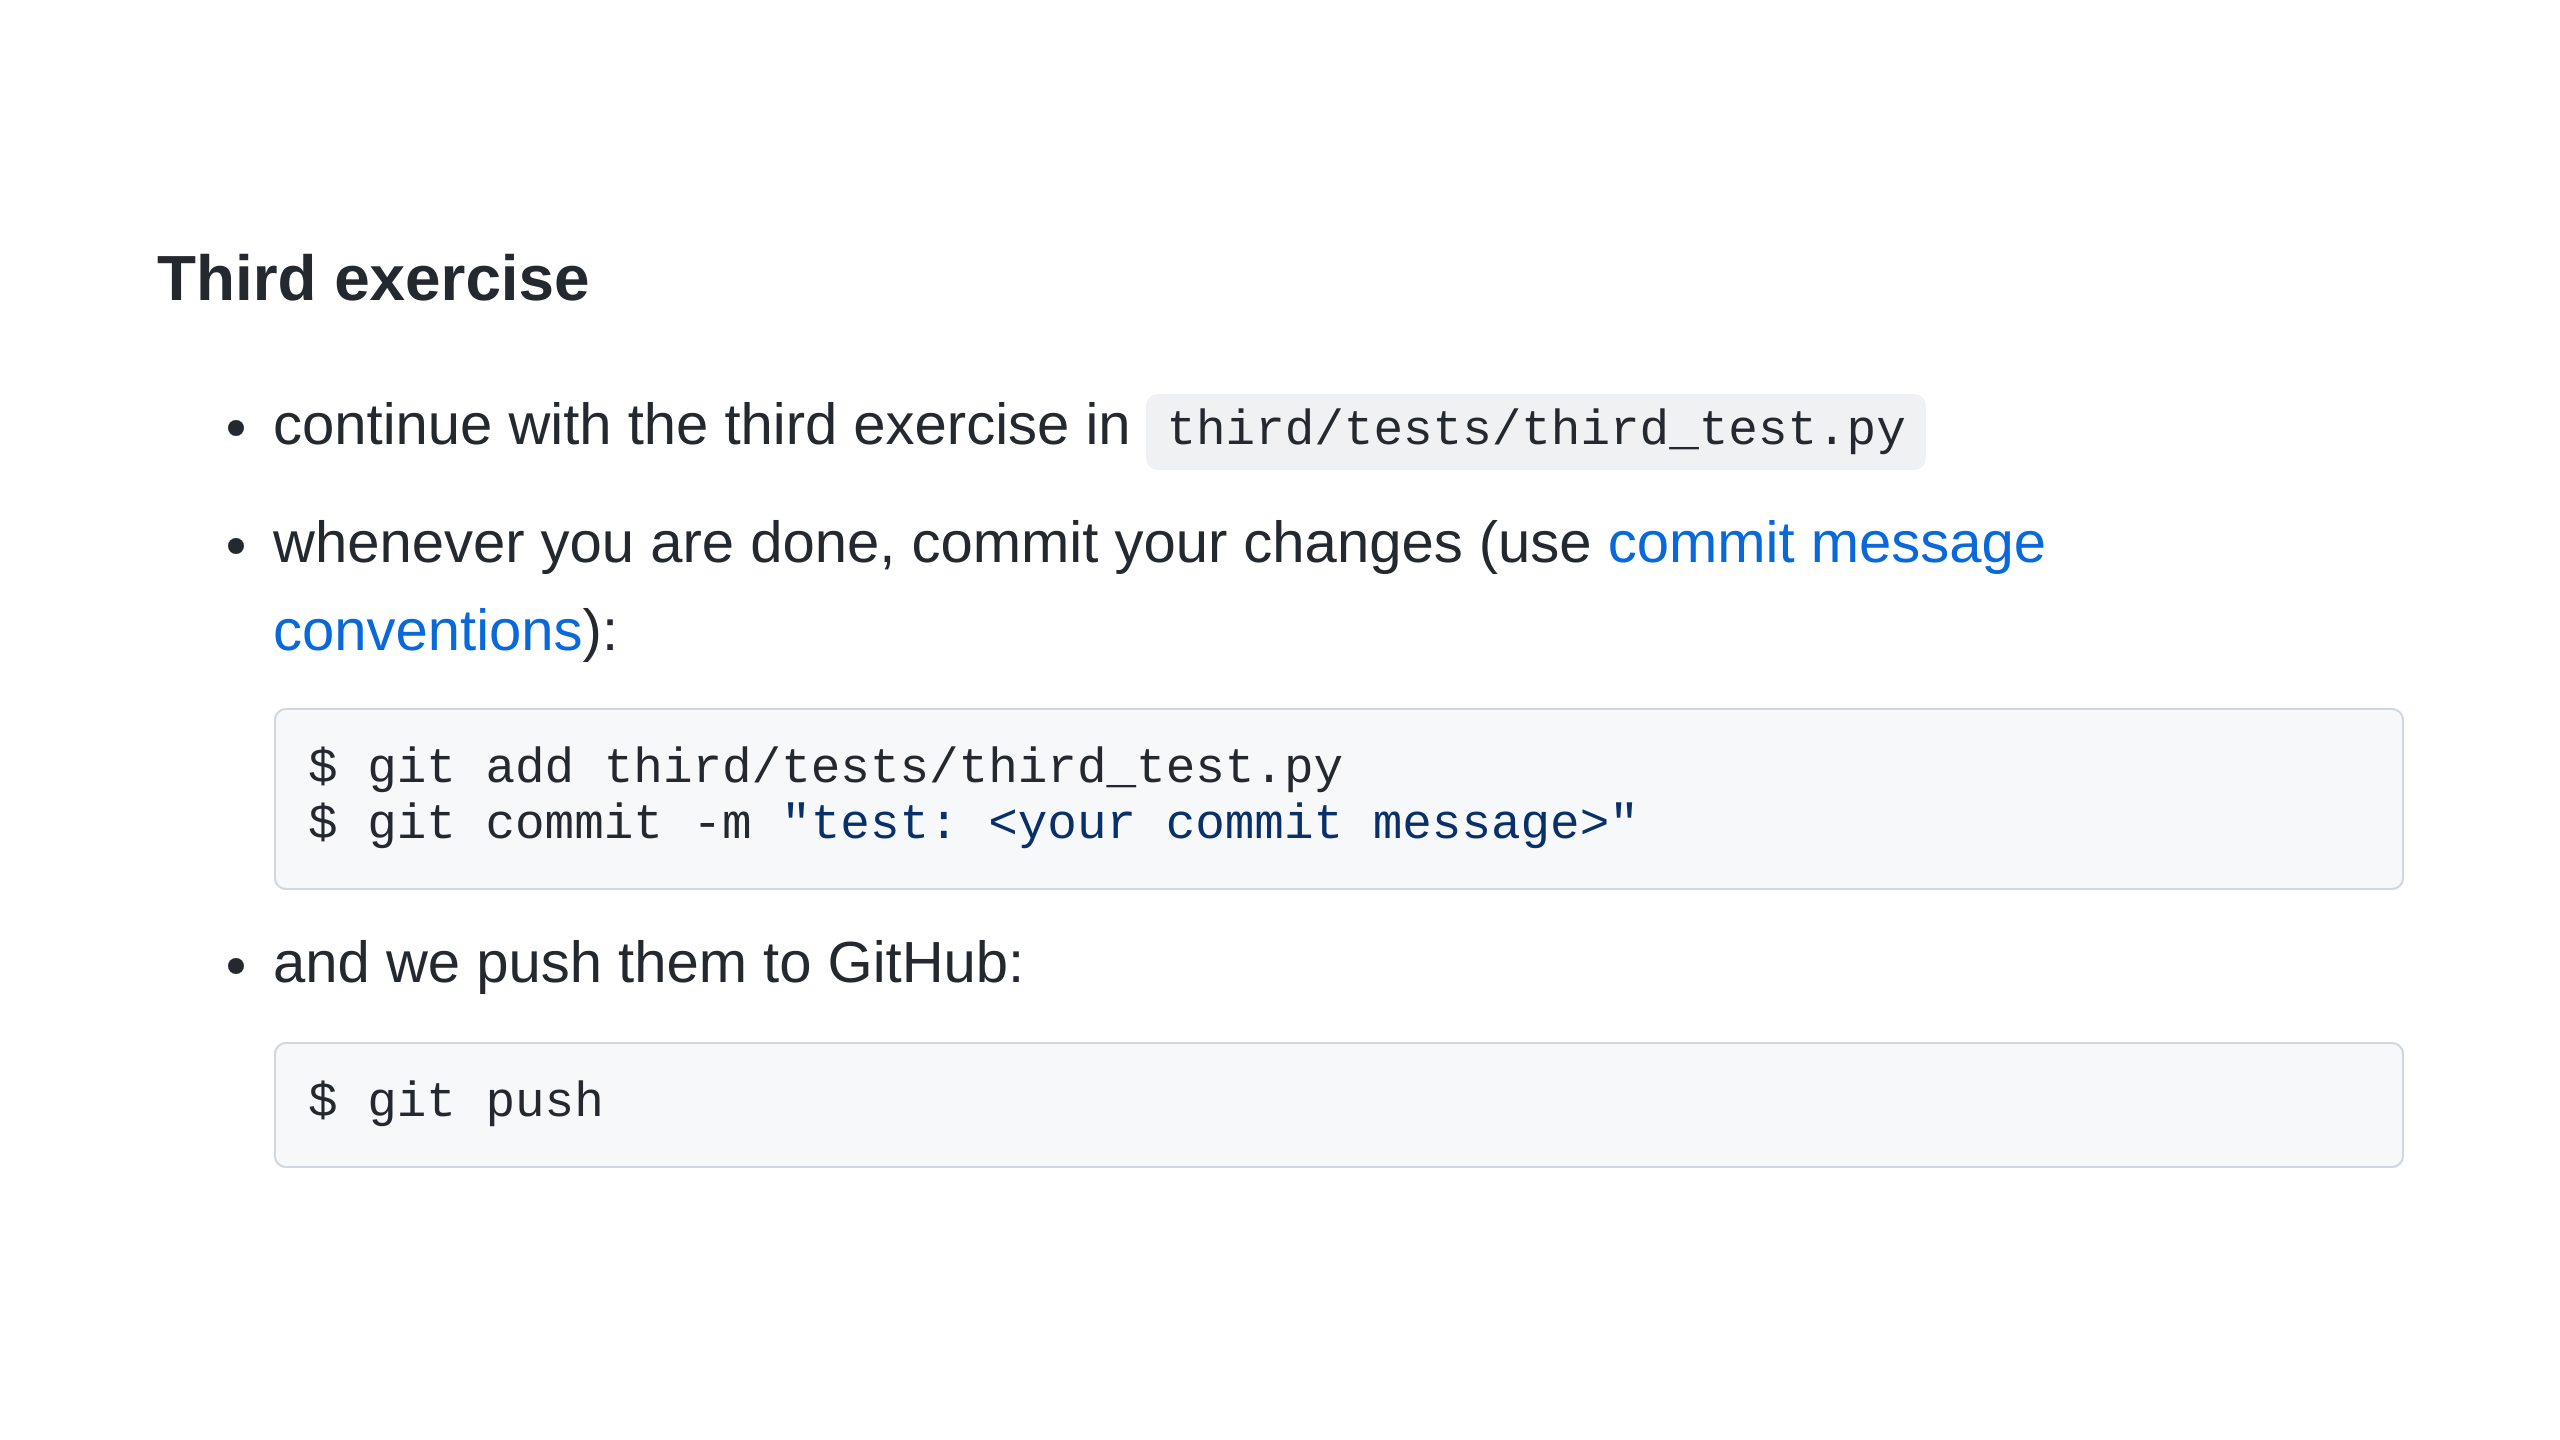 Third exercise
continue with the third exercise in third/tests/third_test.py
whenever you are done, commit your changes (use commit message
conventions):
$ git add third/tests/third_test.py
$ git commit -m "test: <your commit message>"
and we push them to GitHub:
$ git push